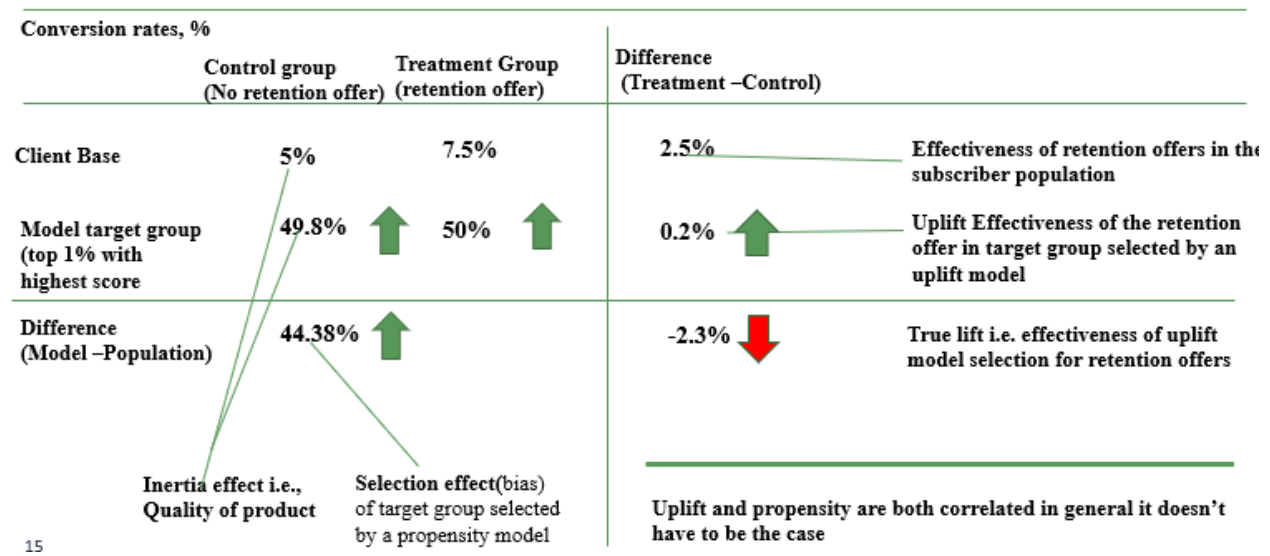 Conversion rates, %
Control group
(No retention offer)
Treatment Group
(retention offer)
Difference
(Treatment –Control)
Client Base
5%
7.5%
2.5%
Effectiveness of retention offers in the
subscriber population
Model target group
(top 1% with
highest score
49.8%
50%
0.2%
Uplift Effectiveness of the retention
offer in target group selected by an
uplift model
Difference
(Model –Population)
44.38%
-2.3%
True lift i.e. effectiveness of uplift
model selection for retention offers
Inertia effect i.e.,
Quality of product
Selection effect(bias)
of target group selected
by a propensity model
Uplift and propensity are both correlated in general it doesn’t
have to be the case
15